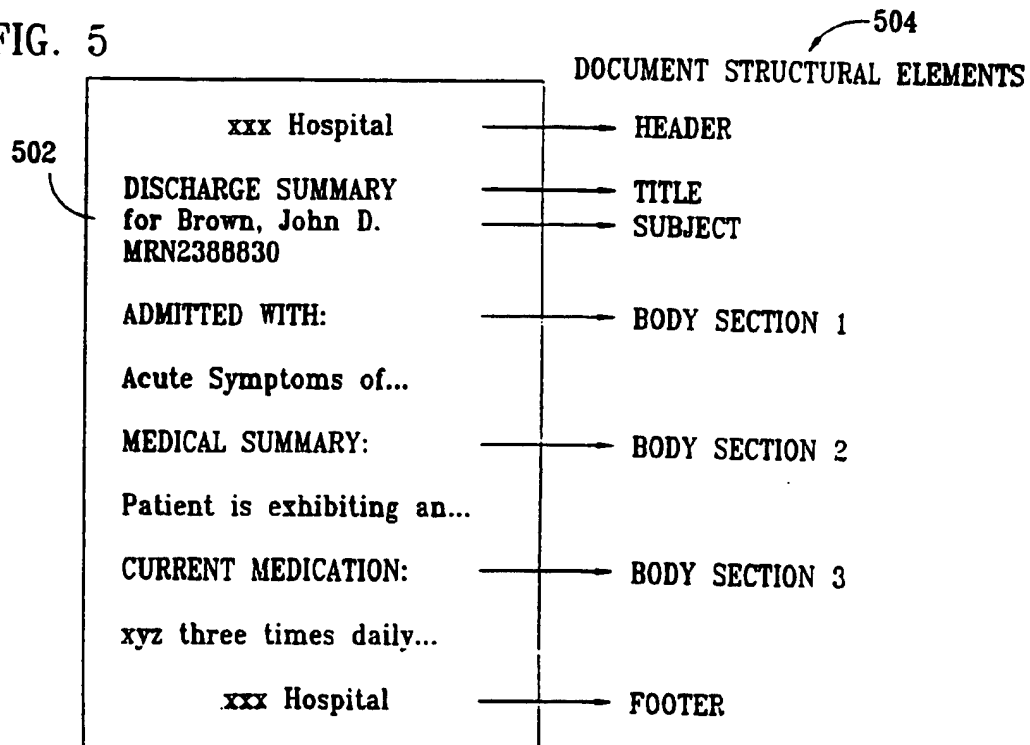 FIG. 5
504
DOCUMENT STRUCTURAL ELEMENTS
xxx Hospital HEADER
502
DISCHARGE SUMMARY TITLE
for Brown, John D. SUBJECT
MRN2388830
ADMITTED WITH: BODY SECTION 1
Acute Symptoms of...
MEDICAL SUMMARY: BODY SECTION 2
Patient is exhibiting an...
CURRENT MEDICATION: BODY SECTION 3
xyz three times daily...
xxx Hospital FOOTER